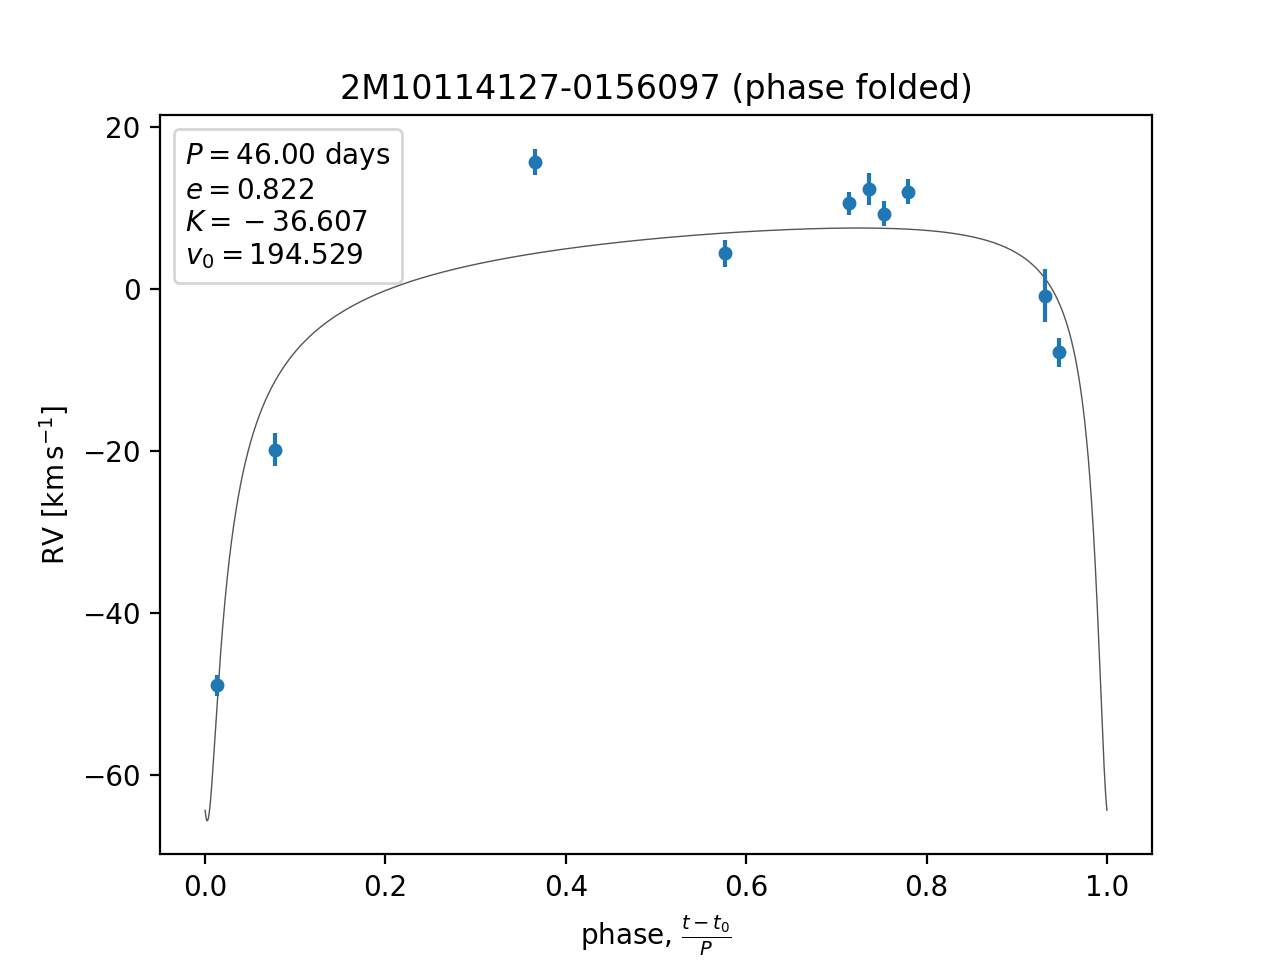 2M10114127-0156097 (phase folded)
P = 46.00 days
e = 0.822
K = −36.607
v₀ = 194.529
20
0
−20
−40
−60
RV [km s⁻¹]
0.0 0.2 0.4 0.6 0.8 1.0
phase, (t − t₀)/P